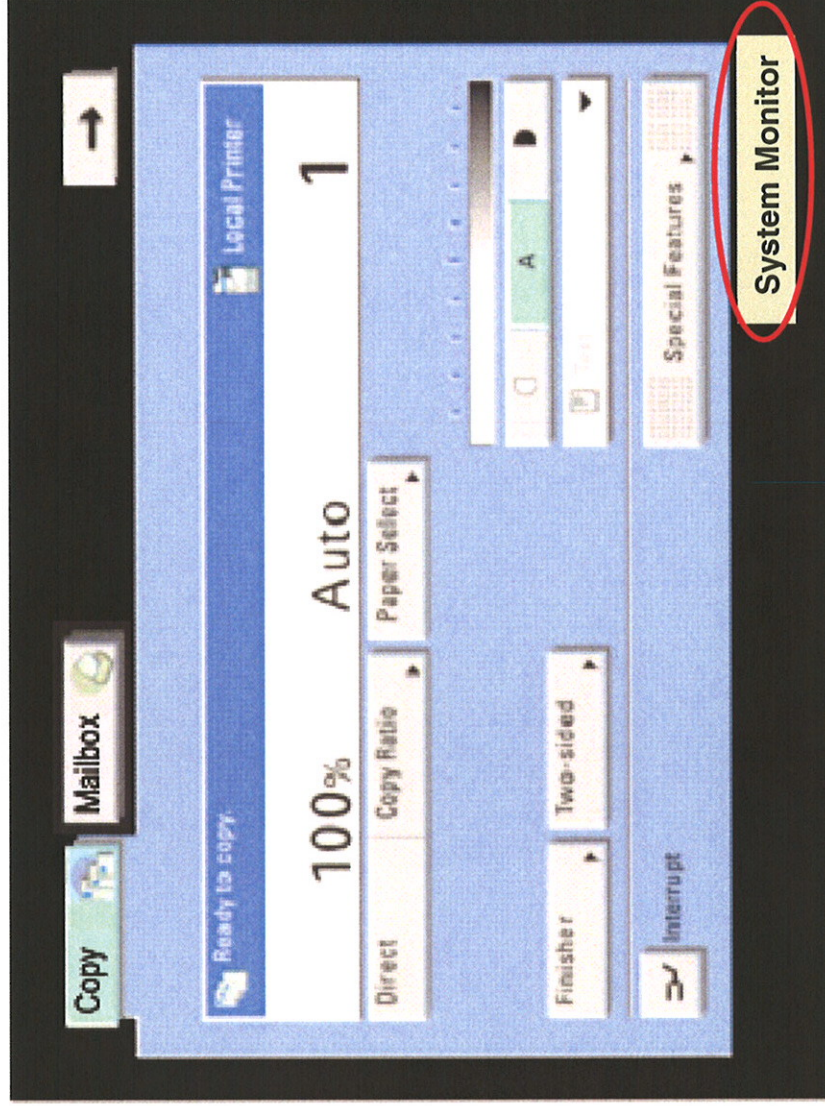 Copy Mailbox
Ready to copy. Local Printer
100% Auto 1
Direct Copy Ratio Paper Select
A
Text
Finisher Two-sided
Interrupt Special Features
System Monitor